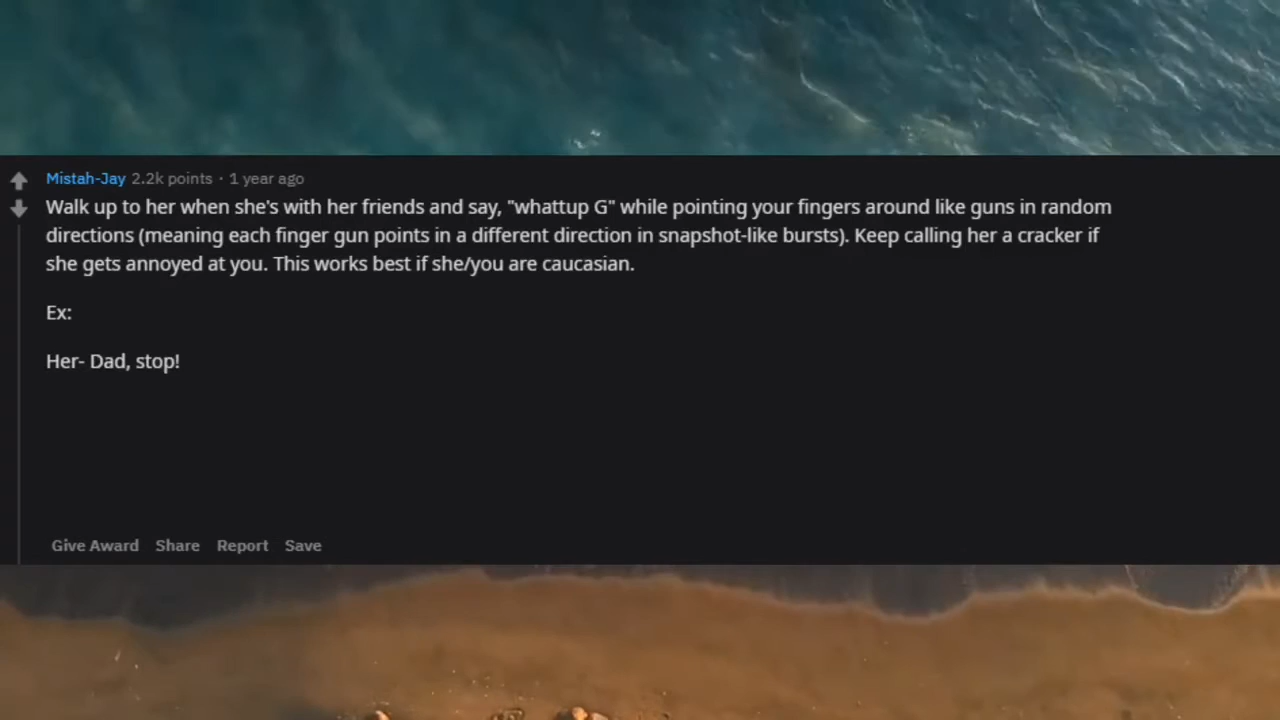 Mistah-Jay 2.2k points · 1 year ago
Walk up to her when she's with her friends and say, "whattup G" while pointing your fingers around like guns in random
directions (meaning each finger gun points in a different direction in snapshot-like bursts). Keep calling her a cracker if
she gets annoyed at you. This works best if she/you are caucasian.
Ex:
Her- Dad, stop!
Give Award Share Report Save